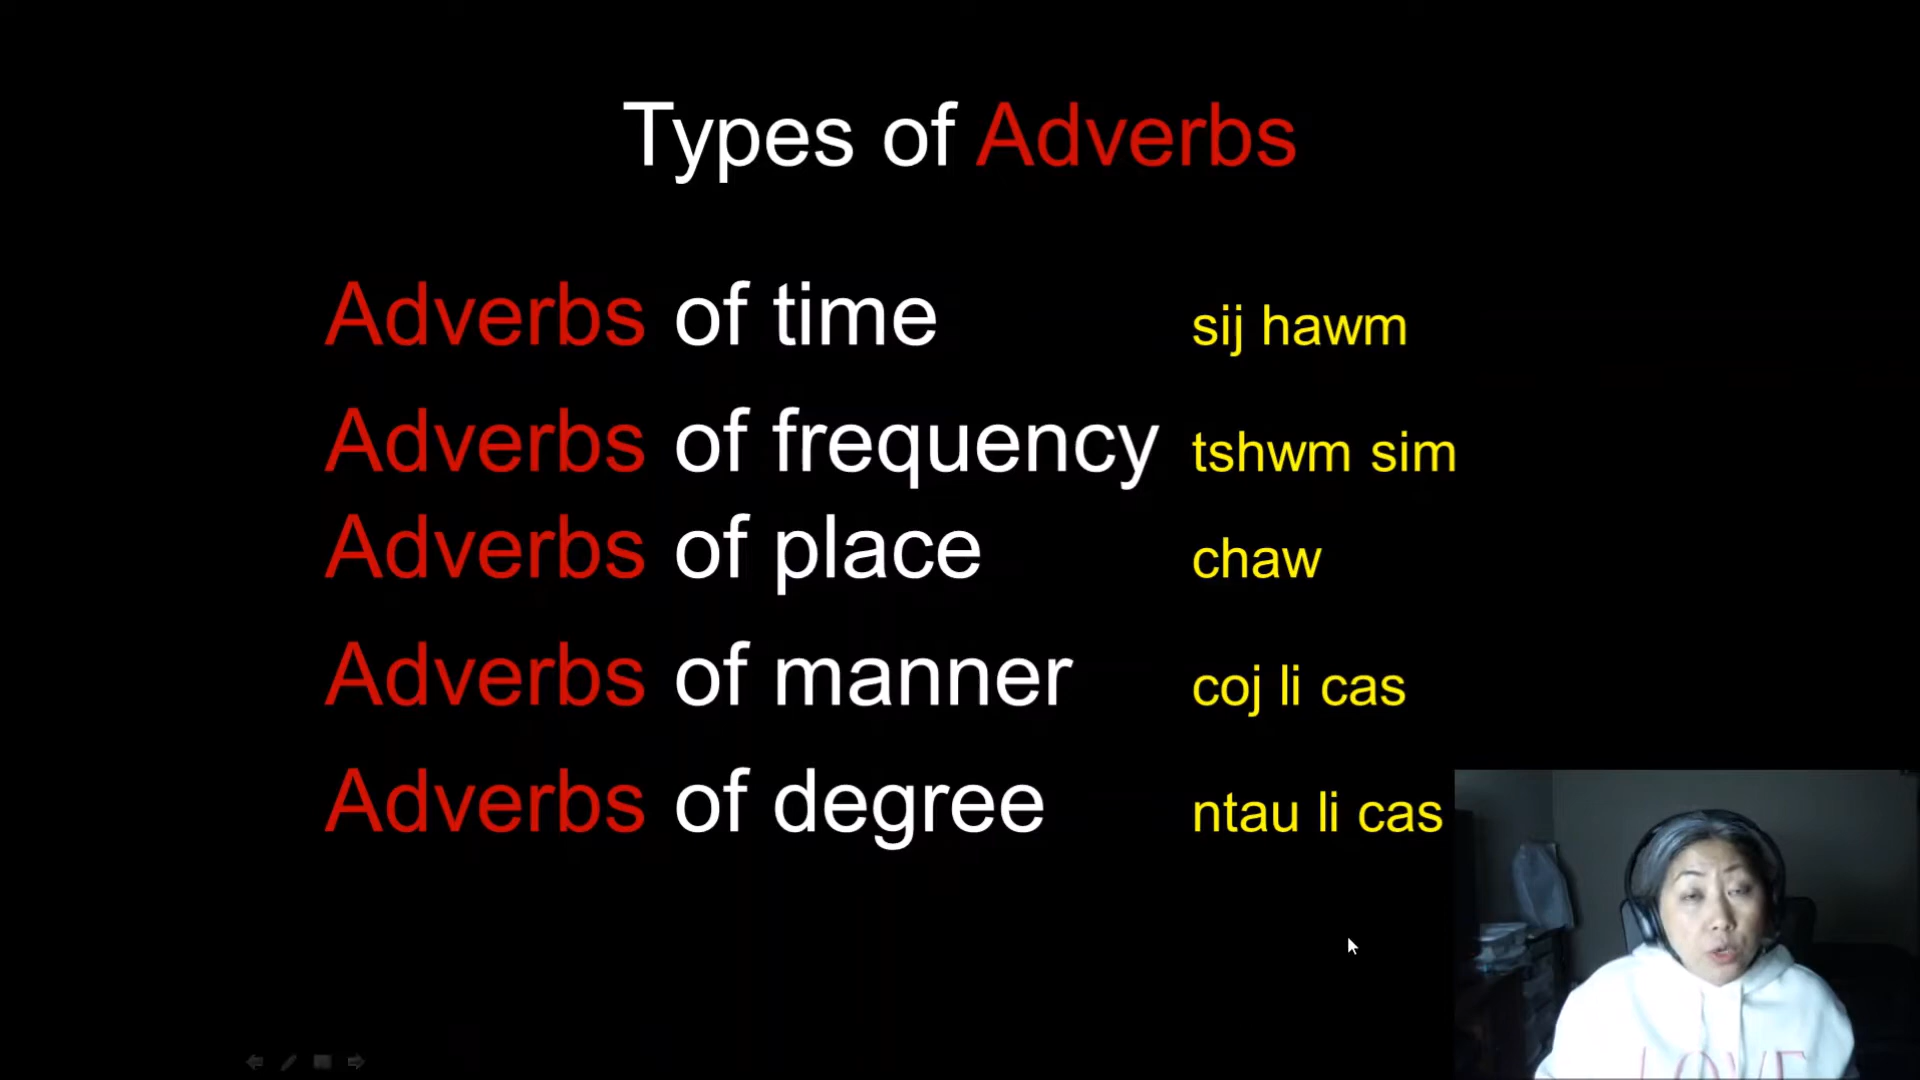 Types of Adverbs
Adverbs of time sij hawm
Adverbs of frequency tshwm sim
Adverbs of place chaw
Adverbs of manner coj li cas
Adverbs of degree ntau li cas
LOVE